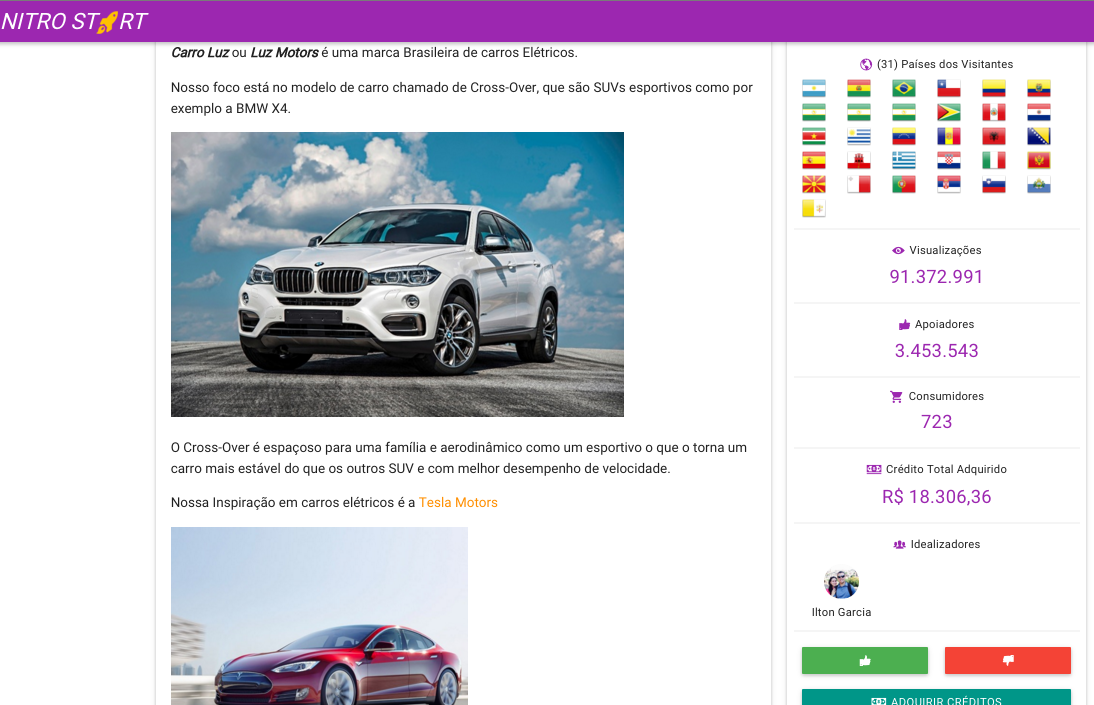 NITRO START
Carro Luz ou Luz Motors é uma marca Brasileira de carros Elétricos.
Nosso foco está no modelo de carro chamado de Cross-Over, que são SUVs esportivos como por
exemplo a BMW X4.
O Cross-Over é espaçoso para uma família e aerodinâmico como um esportivo o que o torna um
carro mais estável do que os outros SUV e com melhor desempenho de velocidade.
Nossa Inspiração em carros elétricos é a Tesla Motors
(31) Países dos Visitantes
Visualizações
91.372.991
Apoiadores
3.453.543
Consumidores
723
Crédito Total Adquirido
R$ 18.306,36
Idealizadores
Ilton Garcia
ADQUIRIR CRÉDITOS